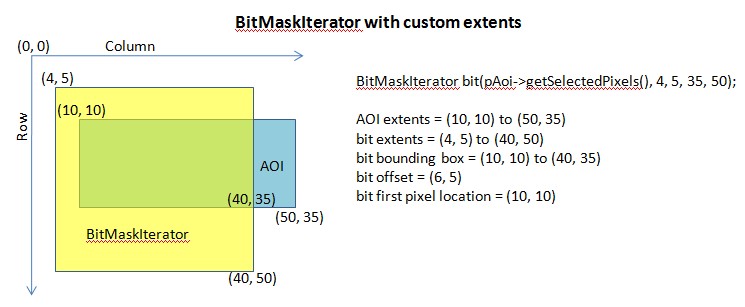 BitMaskIterator with custom extents
(0, 0)
Column
Row
(4, 5)
(10, 10)
AOI
(40, 35)
(50, 35)
BitMaskIterator
(40, 50)
BitMaskIterator bit(pAoi->getSelectedPixels(), 4, 5, 35, 50);
AOI extents = (10, 10) to (50, 35)
bit extents = (4, 5) to (40, 50)
bit bounding box = (10, 10) to (40, 35)
bit offset = (6, 5)
bit first pixel location = (10, 10)